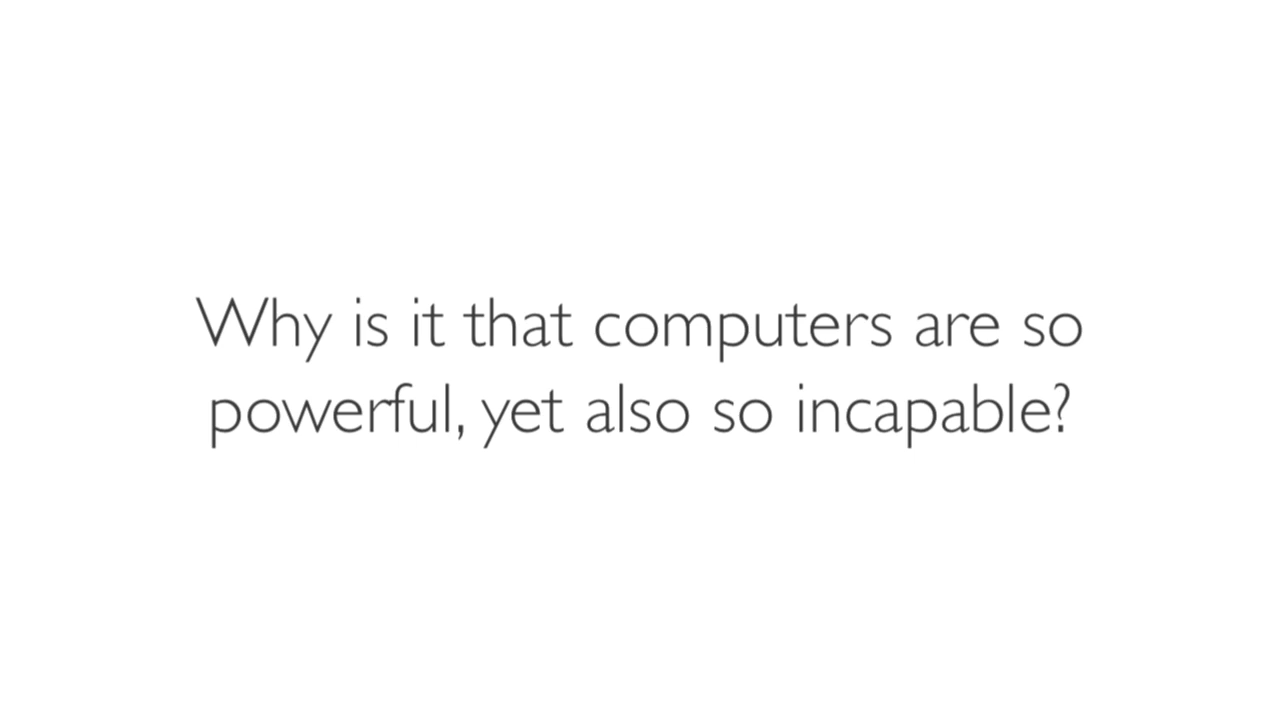 Why is it that computers are so
powerful, yet also so incapable?